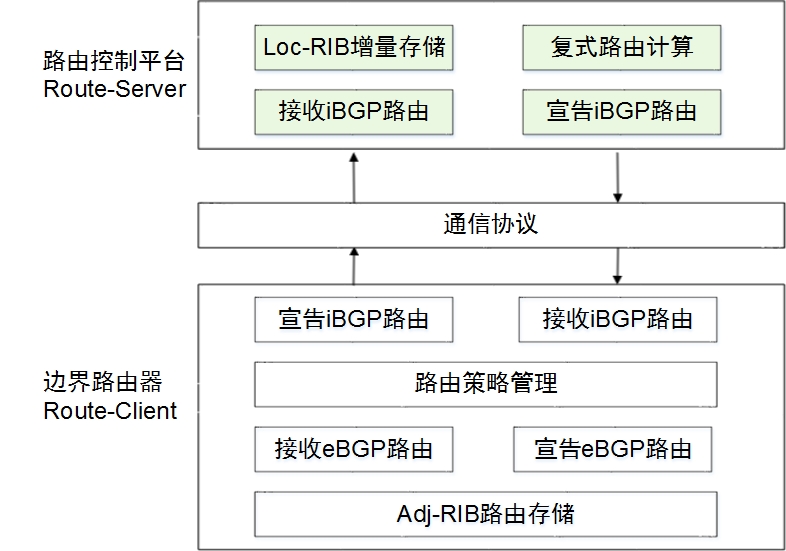 路由控制平台
Route-Server
Loc-RIB增量存储
复式路由计算
接收iBGP路由
宣告iBGP路由
通信协议
边界路由器
Route-Client
宣告iBGP路由
接收iBGP路由
路由策略管理
接收eBGP路由
宣告eBGP路由
Adj-RIB路由存储